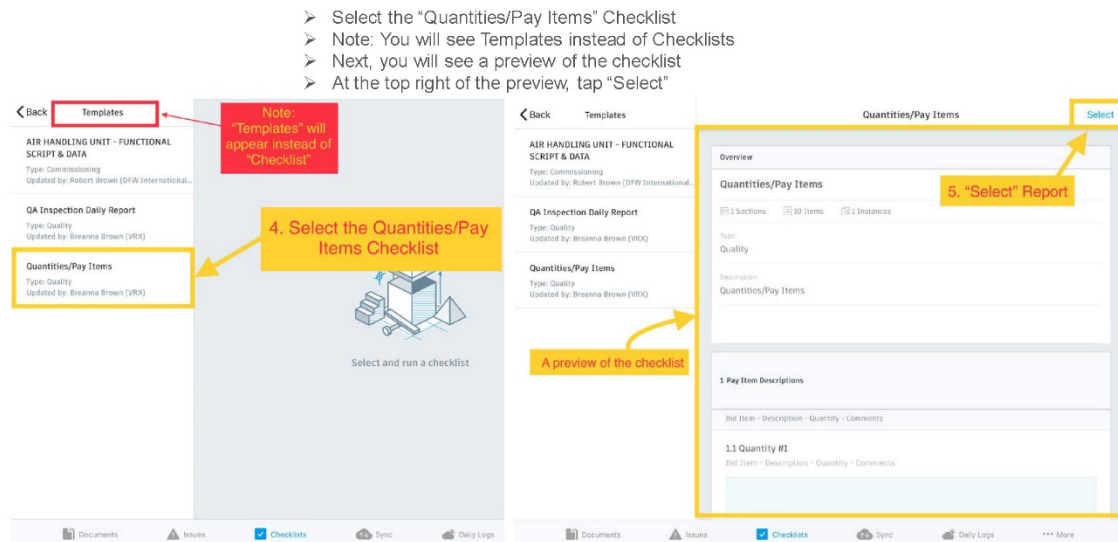 ➢ Select the “Quantities/Pay Items” Checklist
➢ Note: You will see Templates instead of Checklists
➢ Next, you will see a preview of the checklist
➢ At the top right of the preview, tap “Select”
Back
Templates
Note:
“Templates” will
appear instead of
“Checklist”
AIR HANDLING UNIT - FUNCTIONAL
SCRIPT & DATA
Type: Commissioning
Updated by: Robert Brown (DFW International...
QA Inspection Daily Report
Type: Quality
Updated by: Breanna Brown (VRX)
Quantities/Pay Items
Type: Quality
Updated by: Breanna Brown (VRX)
4. Select the Quantities/Pay
Items Checklist
Select and run a checklist
Documents
Issues
Checklists
Sync
Daily Logs
Back
Templates
Quantities/Pay Items
Select
AIR HANDLING UNIT - FUNCTIONAL
SCRIPT & DATA
Type: Commissioning
Updated by: Robert Brown (DFW International...
QA Inspection Daily Report
Type: Quality
Updated by: Breanna Brown (VRX)
Quantities/Pay Items
Type: Quality
Updated by: Breanna Brown (VRX)
A preview of the checklist
5. “Select” Report
Overview
Quantities/Pay Items
1 Sections
10 Items
1 Instances
Type
Quality
Description
Quantities/Pay Items
1 Pay Item Descriptions
Bid Item - Description - Quantity - Comments
1.1 Quantity #1
Bid Item - Description - Quantity - Comments
Documents
Issues
Checklists
Sync
Daily Logs
More